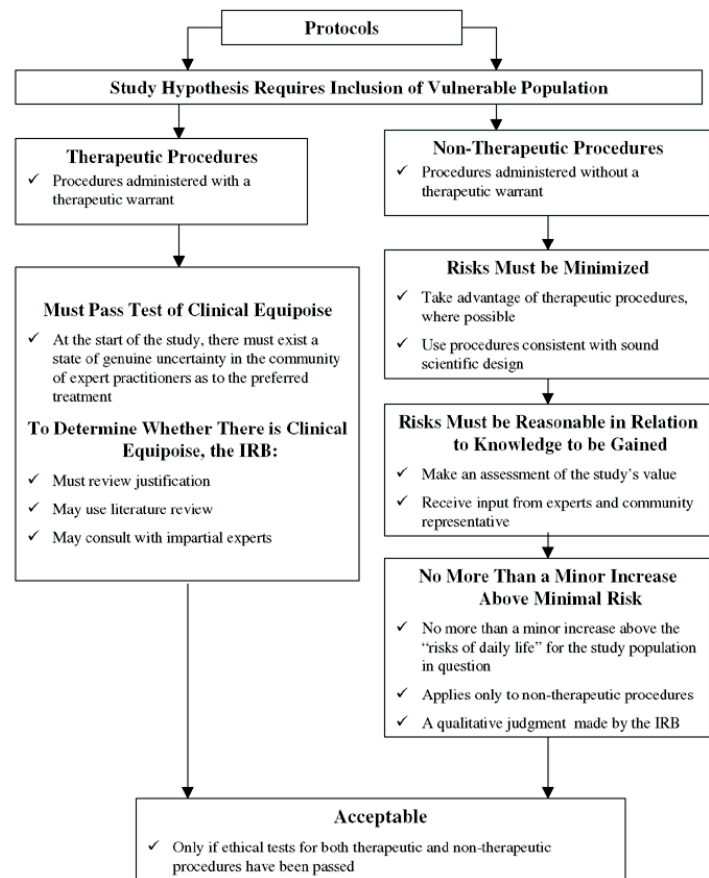 Protocols
Study Hypothesis Requires Inclusion of Vulnerable Population
Therapeutic Procedures
✓ Procedures administered with a
therapeutic warrant
Must Pass Test of Clinical Equipoise
✓ At the start of the study, there must exist a
state of genuine uncertainty in the community
of expert practitioners as to the preferred
treatment
To Determine Whether There is Clinical
Equipoise, the IRB:
✓ Must review justification
✓ May use literature review
✓ May consult with impartial experts
Non-Therapeutic Procedures
✓ Procedures administered without a
therapeutic warrant
Risks Must be Minimized
✓ Take advantage of therapeutic procedures,
where possible
✓ Use procedures consistent with sound
scientific design
Risks Must be Reasonable in Relation
to Knowledge to be Gained
✓ Make an assessment of the study's value
✓ Receive input from experts and community
representative
No More Than a Minor Increase
Above Minimal Risk
✓ No more than a minor increase above the
“risks of daily life” for the study population
in question
✓ Applies only to non-therapeutic procedures
✓ A qualitative judgment made by the IRB
Acceptable
✓ Only if ethical tests for both therapeutic and non-therapeutic
procedures have been passed